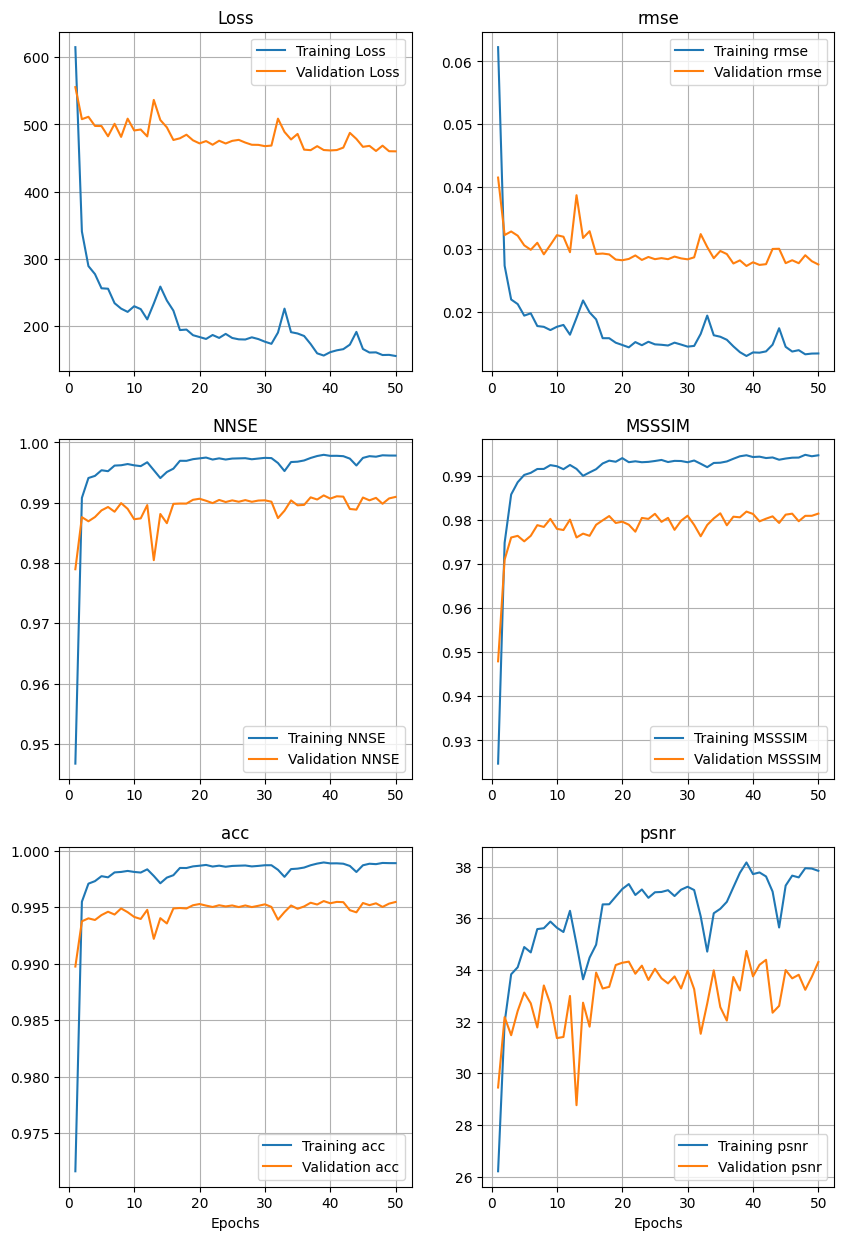 Loss
600
500
400
300
200
0 10 20 30 40 50
Training Loss
Validation Loss
rmse
0.06
0.05
0.04
0.03
0.02
0 10 20 30 40 50
Training rmse
Validation rmse
NNSE
1.00
0.99
0.98
0.97
0.96
0.95
0 10 20 30 40 50
Training NNSE
Validation NNSE
MSSSIM
0.99
0.98
0.97
0.96
0.95
0.94
0.93
0 10 20 30 40 50
Training MSSSIM
Validation MSSSIM
acc
1.000
0.995
0.990
0.985
0.980
0.975
0 10 20 30 40 50
Training acc
Validation acc
Epochs
psnr
38
36
34
32
30
28
26
0 10 20 30 40 50
Training psnr
Validation psnr
Epochs